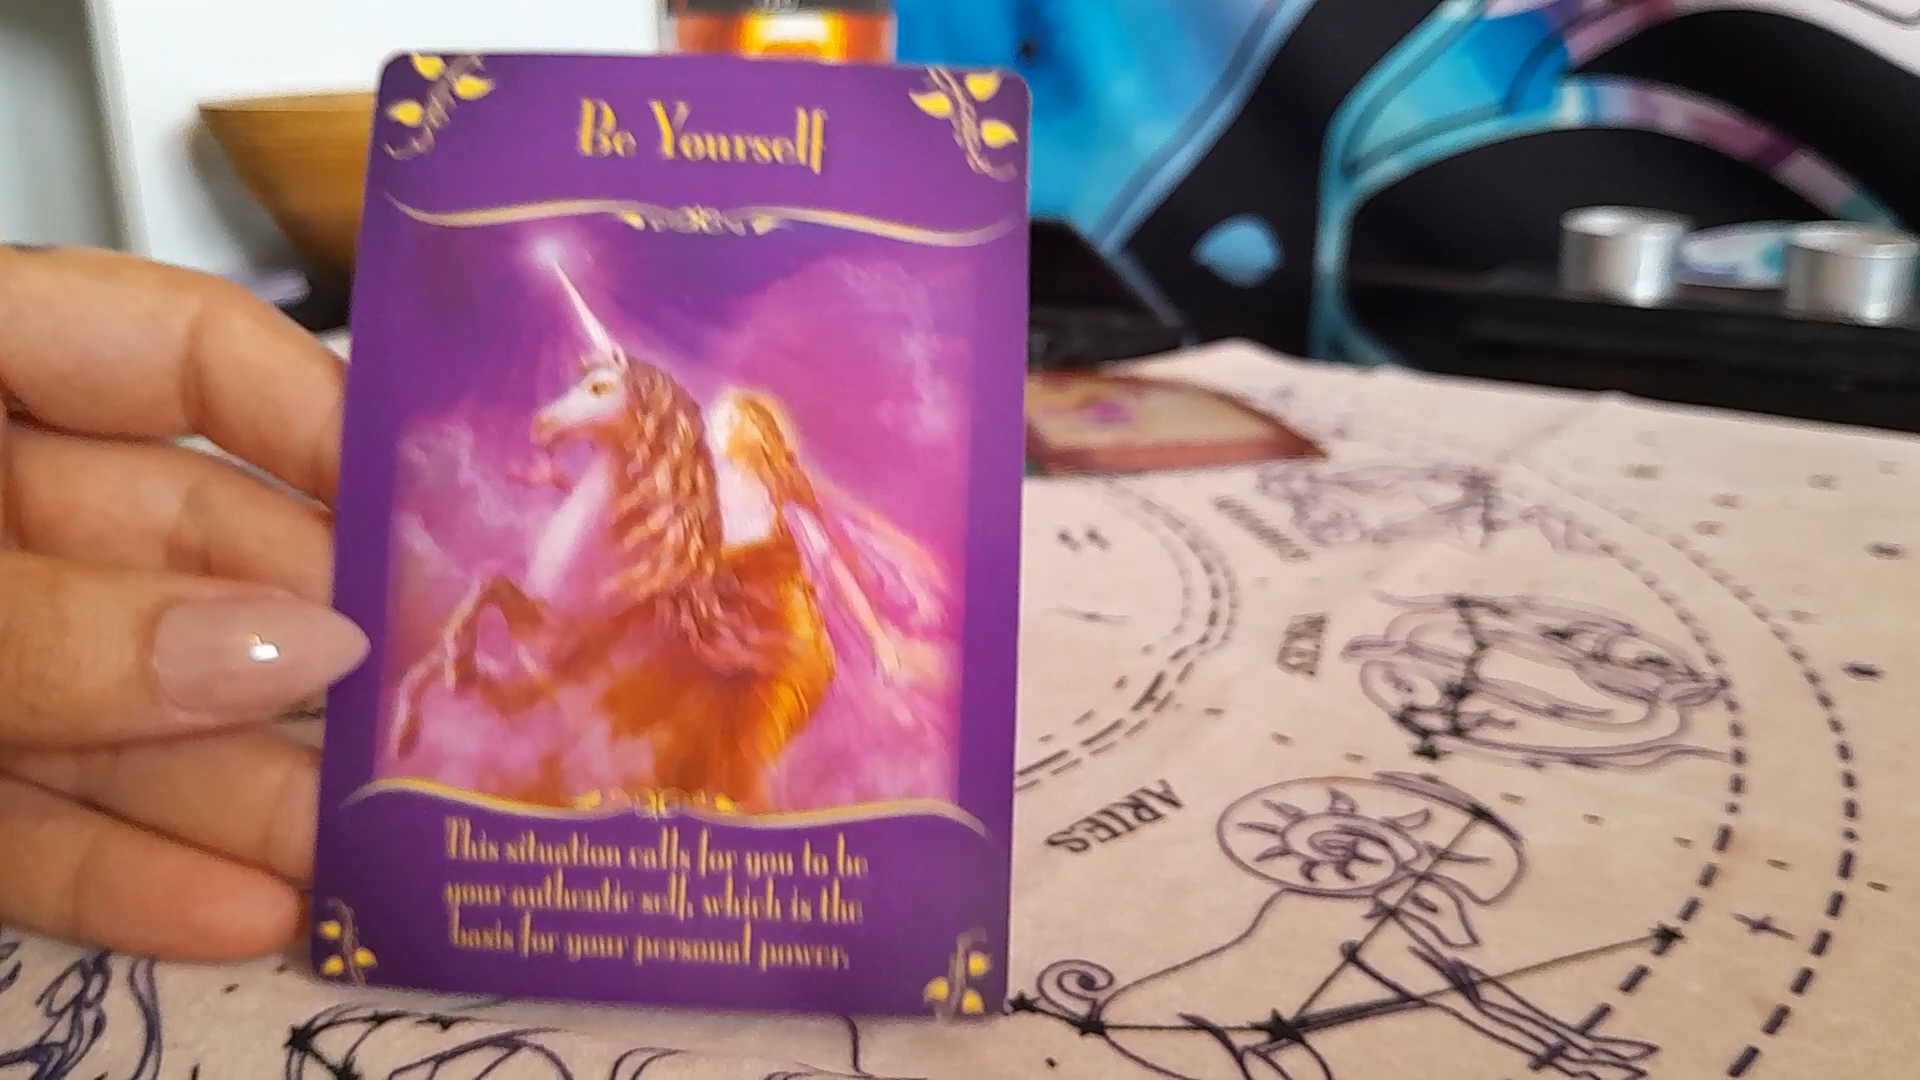 Be Yourself
This situation calls for you to be
your authentic self, which is the
basis for your personal power.
ARIES